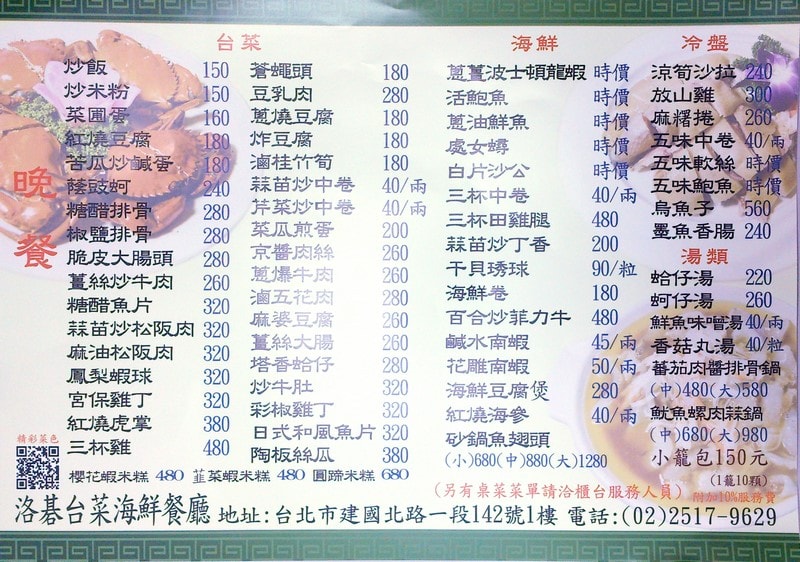 晚餐
台菜
炒飯 150
炒米粉 150
菜圃蛋 160
紅燒豆腐 180
苦瓜炒鹹蛋 180
蔭豉蚵 240
糖醋排骨 280
椒鹽排骨 280
脆皮大腸頭 280
薑絲炒牛肉 260
糖醋魚片 320
蒜苗炒松阪肉 320
麻油松阪肉 320
鳳梨蝦球 320
宮保雞丁 320
紅燒虎掌 380
三杯雞 480
蒼蠅頭 180
豆乳肉 280
蔥燒豆腐 180
炸豆腐 180
滷桂竹筍 180
蒜苗炒中卷 40/兩
芹菜炒中卷 40/兩
菜瓜煎蛋 200
京醬肉絲 260
蔥爆牛肉 260
滷五花肉 280
麻婆豆腐 260
薑絲大腸 260
塔香蛤仔 280
炒牛肚 320
彩椒雞丁 320
日式和風魚片 320
陶板絲瓜 380
櫻花蝦米糕 480 韮菜蝦米糕 480 圓蹄米糕 680
海鮮
蔥薑波士頓龍蝦 時價
活鮑魚 時價
蔥油鮮魚 時價
處女蟳 時價
白片沙公 時價
三杯中卷 40/兩
三杯田雞腿 480
蒜苗炒丁香 200
干貝琇球 90/粒
海鮮卷 180
百合炒菲力牛 480
鹹水南蝦 45/兩
花雕南蝦 50/兩
海鮮豆腐煲 280
紅燒海參 40/兩
砂鍋魚翅頭
(小)680(中)880(大)1280
冷盤
涼筍沙拉 240
放山雞 300
麻糬捲 260
五味中卷 40/兩
五味軟絲 時價
五味鮑魚 時價
烏魚子 560
墨魚香腸 240
湯類
蛤仔湯 220
蚵仔湯 260
鮮魚味噌湯 40/兩
香菇丸湯 40/粒
蕃茄肉醬排骨鍋
(中)480(大)580
魷魚螺肉蒜鍋
(中)680(大)980
小籠包150元
(1籠10顆)
(另有桌菜菜單請洽櫃台服務人員) 附加10%服務費
精彩菜色
洛碁台菜海鮮餐廳 地址:台北市建國北路一段142號1樓 電話:(02)2517-9629